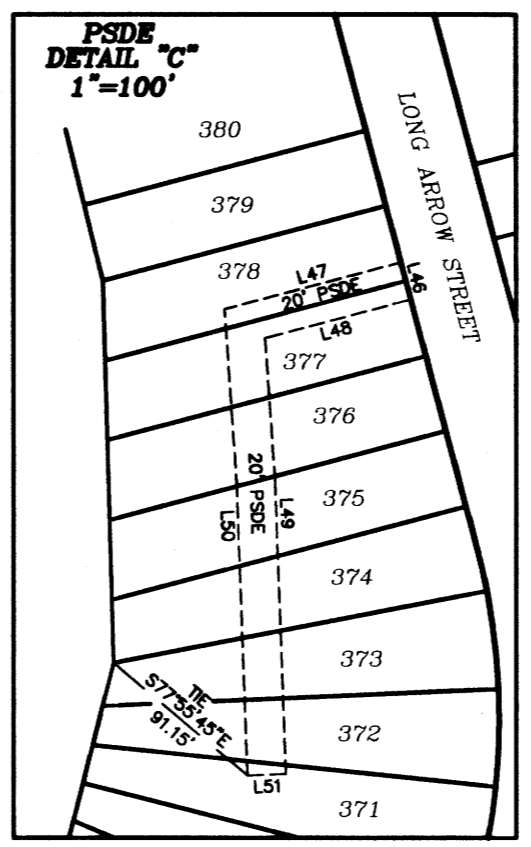 PSDE
DETAIL "C"
1"=100'
380
LONG ARROW STREET
379
378
L47
L46
20' PSDE
L48
377
376
375
20' PSDE
L49
L50
374
373
TIE
S77°55'45"E
91.15'
372
L51
371